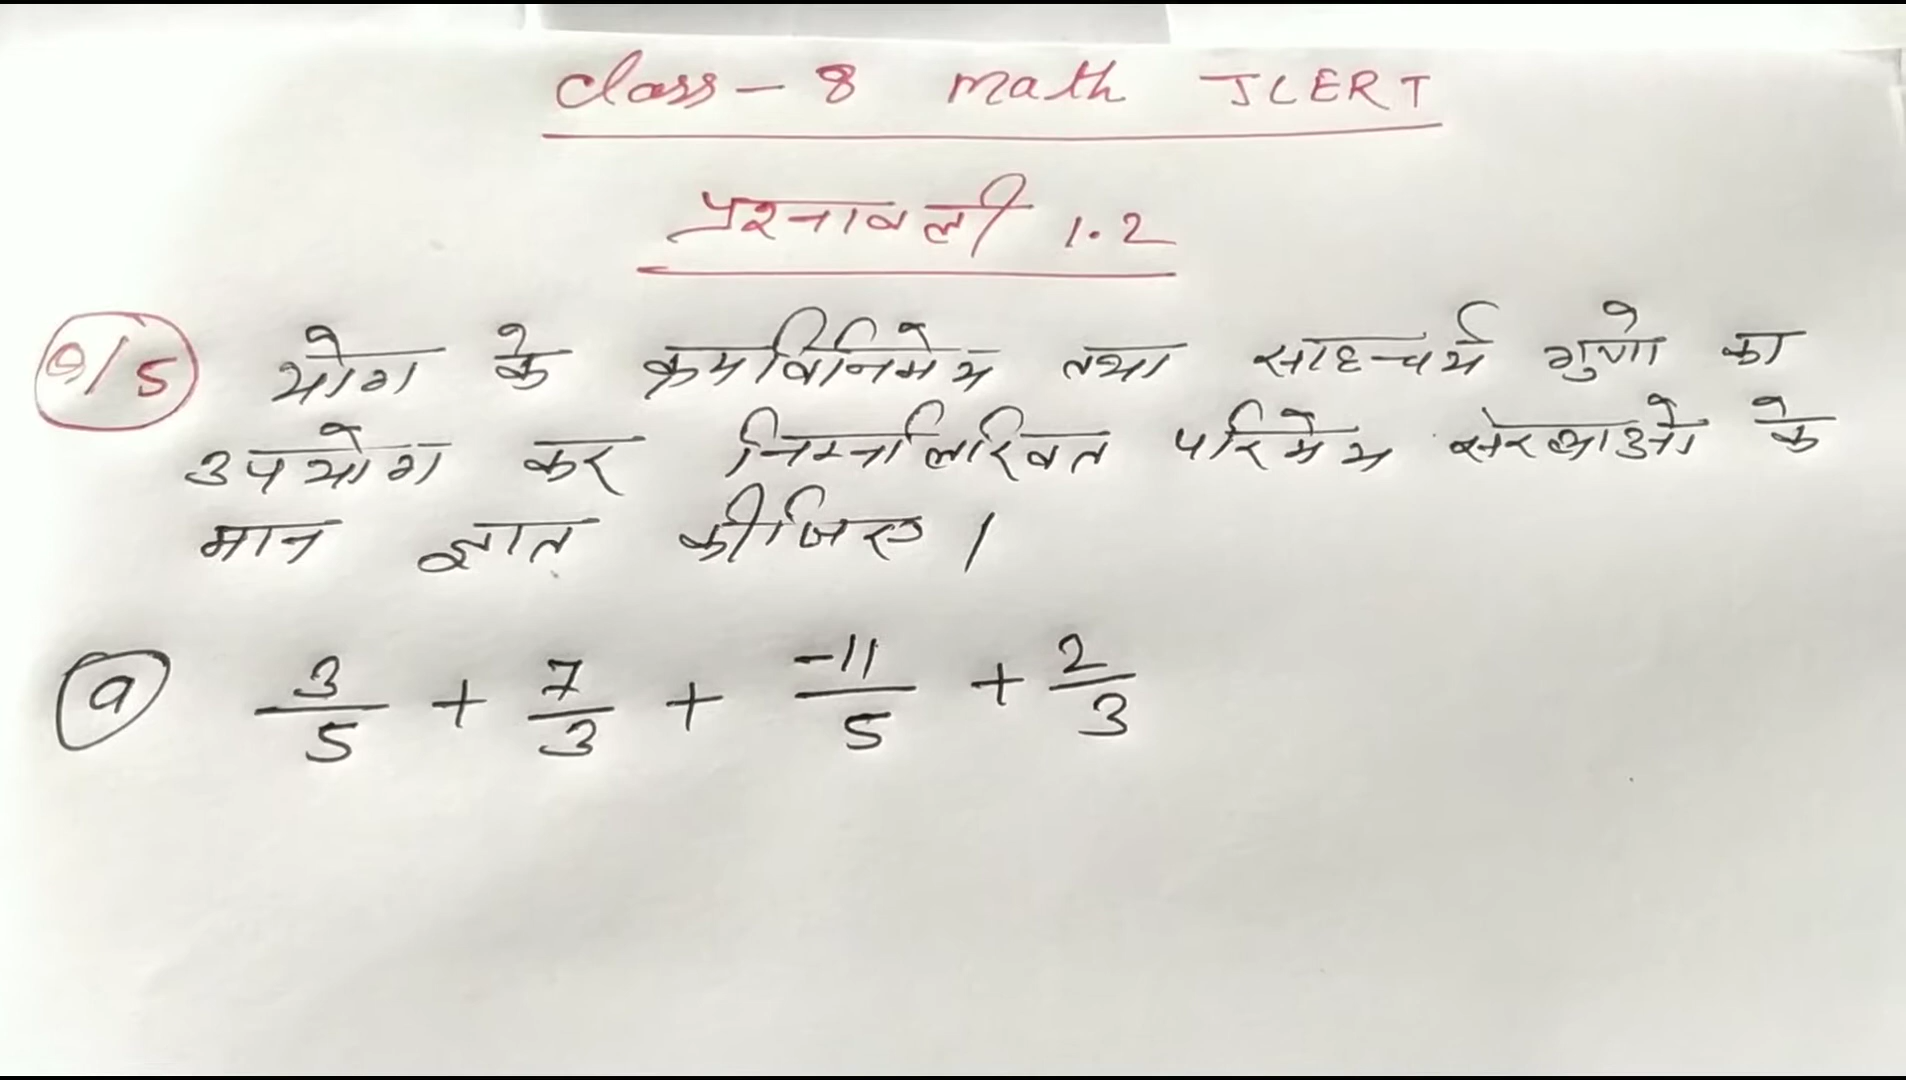 class - 8 math JCERT
प्रश्नावली 1.2
Q/5 योग के क्रमविनिमेय तथा साहचर्य गुणो का
उपयोग कर निम्नलिखित परिमेय संख्याओ के
मान ज्ञात कीजिए।
a 3/5 + 7/3 + -11/5 + 2/3